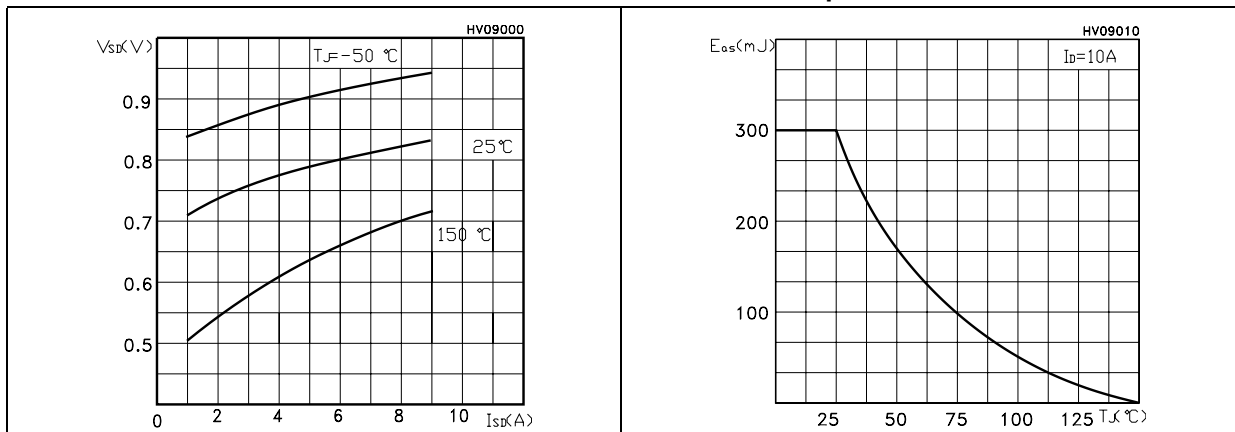 HV09000
VSD(V)
TJ=-50 °C
0.9
25°C
0.8
0.7
150 °C
0.6
0.5
0 2 4 6 8 10 ISD(A)
HV09010
Eas(mJ)
ID=10A
300
200
100
25 50 75 100 125 TJ(°C)